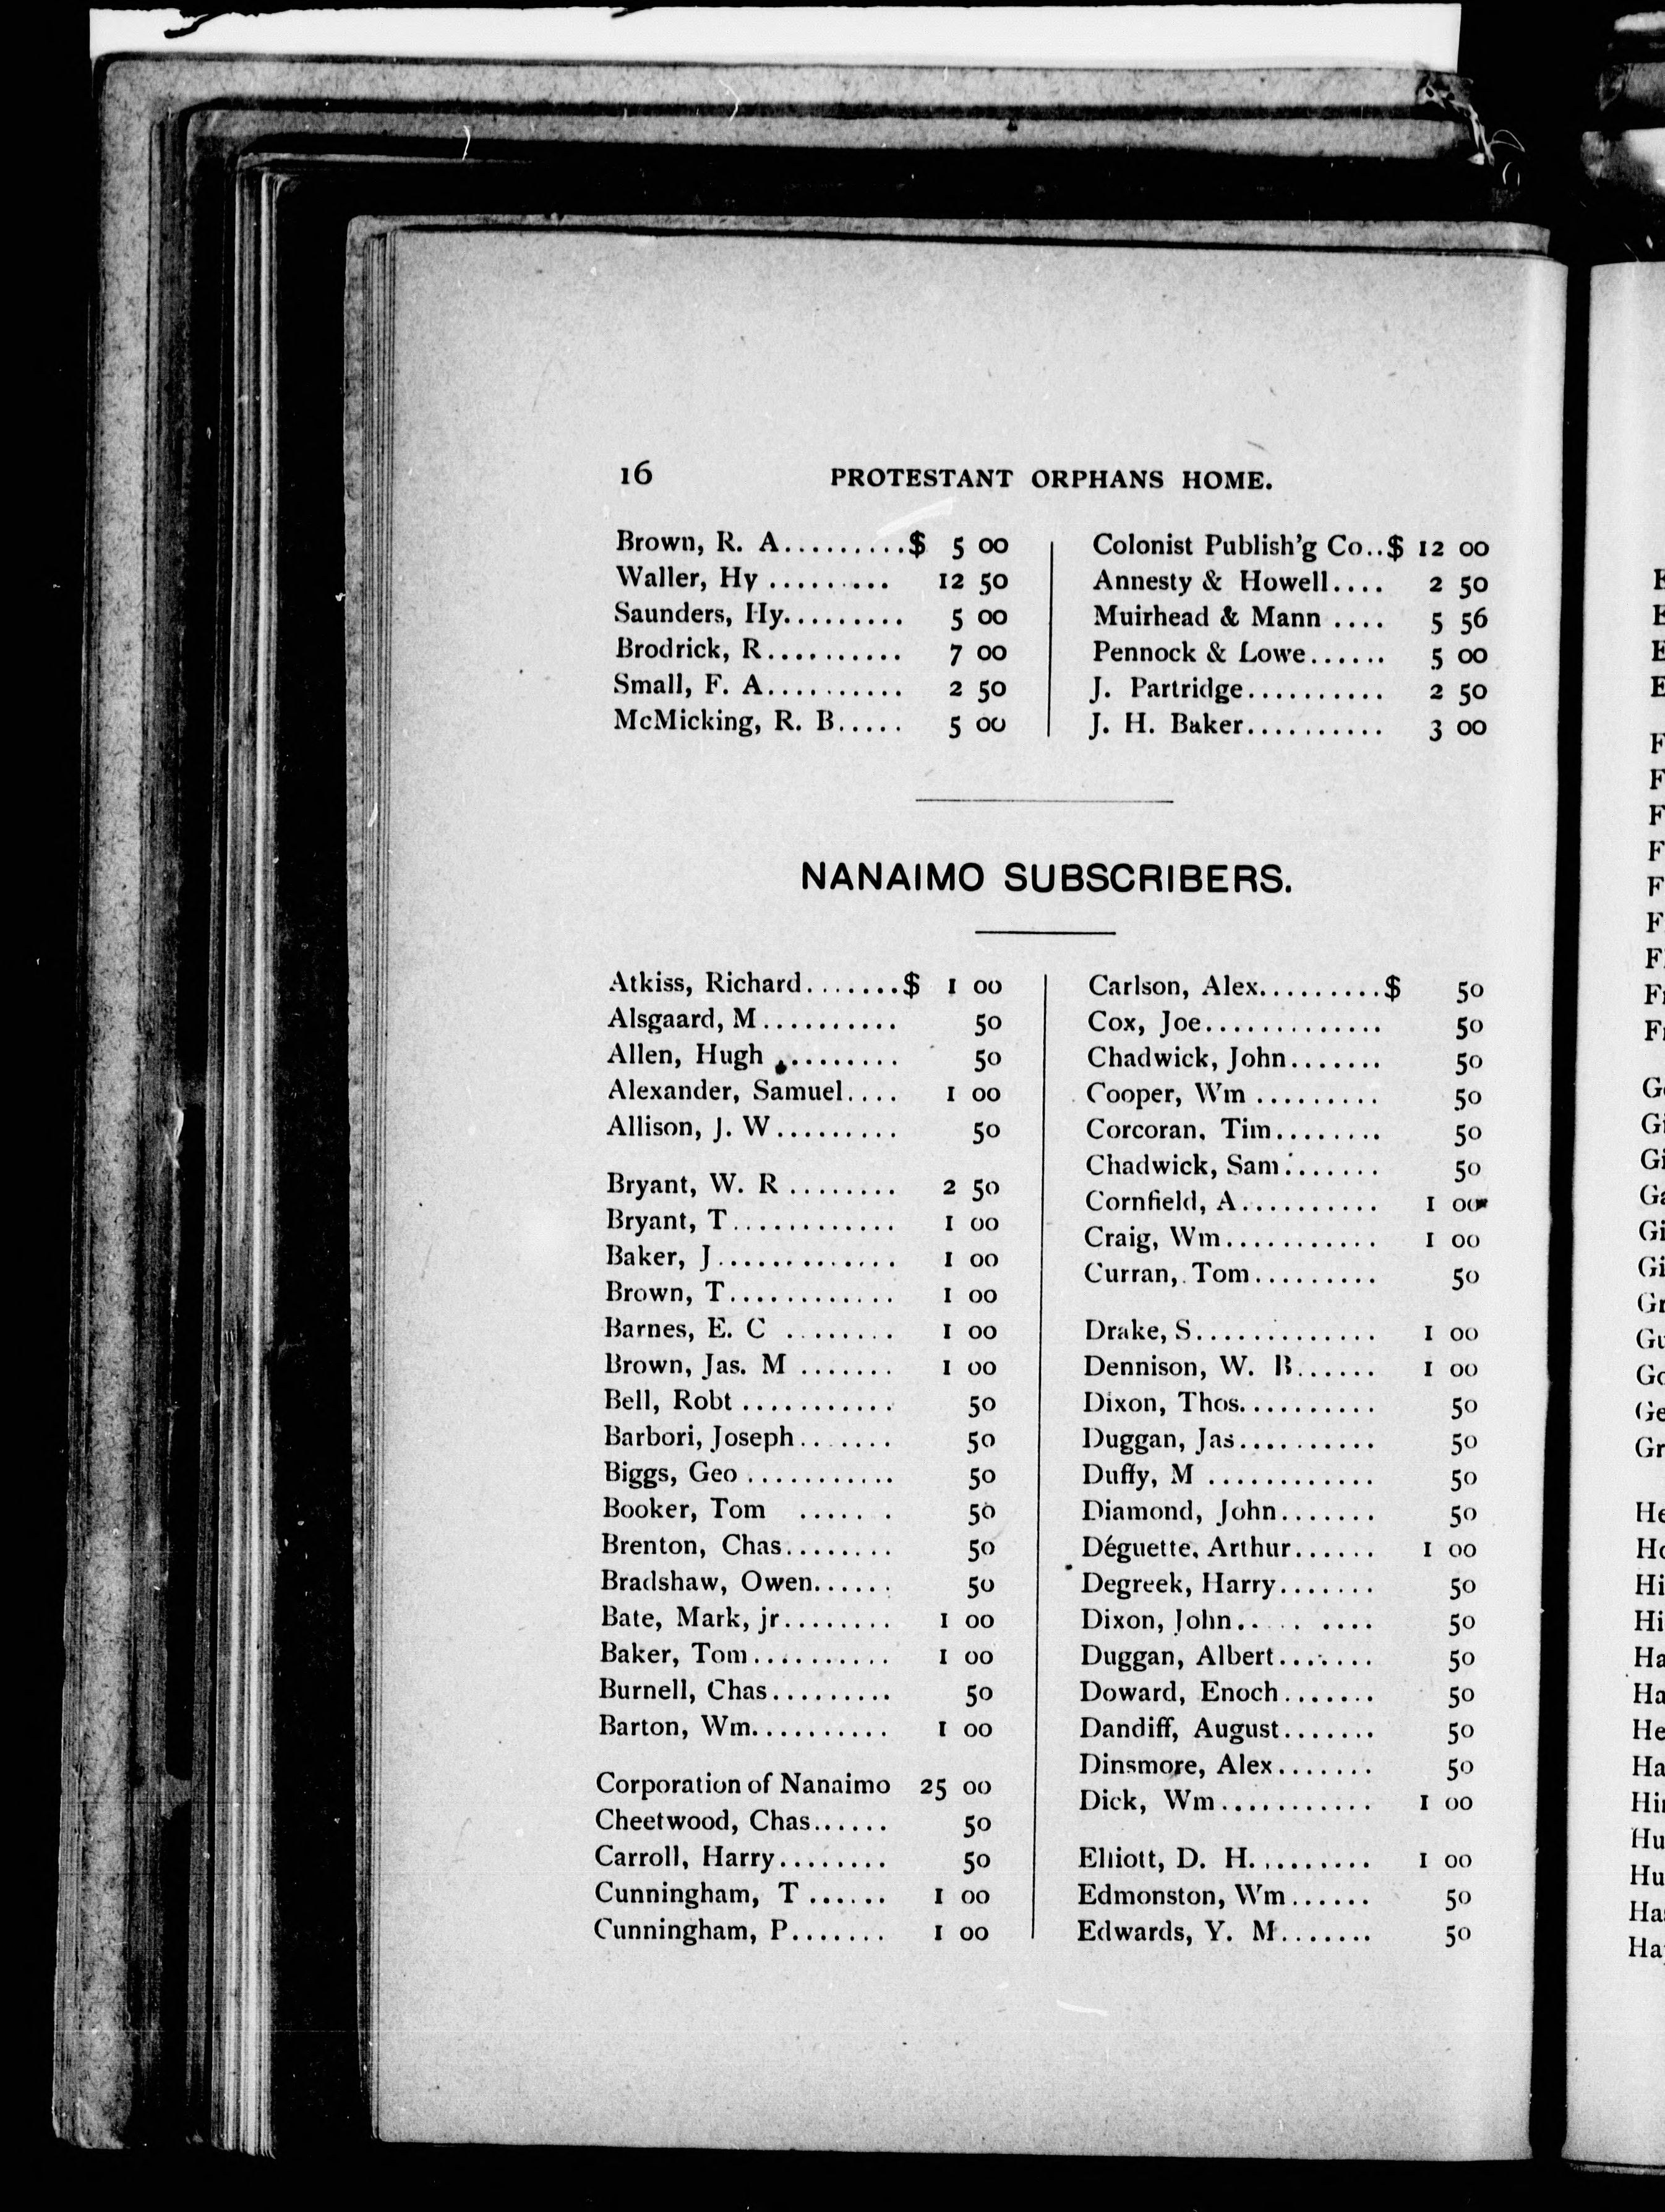 16 PROTESTANT ORPHANS HOME.
Brown, R. A.........$ 5 00
Waller, Hy ......... 12 50
Saunders, Hy......... 5 00
Brodrick, R.......... 7 00
Small, F. A.......... 2 50
McMicking, R. B..... 5 00
Colonist Publish'g Co..$ 12 00
Annesty & Howell.... 2 50
Muirhead & Mann .... 5 56
Pennock & Lowe...... 5 00
J. Partridge.......... 2 50
J. H. Baker.......... 3 00
NANAIMO SUBSCRIBERS.
Atkiss, Richard.......$ 1 00
Alsgaard, M.......... 50
Allen, Hugh ......... 50
Alexander, Samuel.... 1 00
Allison, J. W......... 50
Bryant, W. R ........ 2 50
Bryant, T............ 1 00
Baker, J............. 1 00
Brown, T............ 1 00
Barnes, E. C ........ 1 00
Brown, Jas. M ....... 1 00
Bell, Robt ........... 50
Barbori, Joseph....... 50
Biggs, Geo ........... 50
Booker, Tom ...... 50
Brenton, Chas........ 50
Bradshaw, Owen...... 50
Bate, Mark, jr........ 1 00
Baker, Tom.......... 1 00
Burnell, Chas......... 50
Barton, Wm.......... 1 00
Corporation of Nanaimo 25 00
Cheetwood, Chas...... 50
Carroll, Harry........ 50
Cunningham, T ...... 1 00
Cunningham, P....... 1 00
Carlson, Alex.........$ 50
Cox, Joe............. 50
Chadwick, John....... 50
Cooper, Wm ......... 50
Corcoran, Tim........ 50
Chadwick, Sam....... 50
Cornfield, A.......... 1 00
Craig, Wm........... 1 00
Curran, Tom......... 50
Drake, S............. 1 00
Dennison, W. B...... 1 00
Dixon, Thos.......... 50
Duggan, Jas.......... 50
Duffy, M ............ 50
Diamond, John....... 50
Déguette, Arthur...... 1 00
Degreek, Harry....... 50
Dixon, John.. . . .... 50
Duggan, Albert....... 50
Doward, Enoch....... 50
Dandiff, August....... 50
Dinsmore, Alex....... 50
Dick, Wm........... 1 00
Elliott, D. H......... 1 00
Edmonston, Wm...... 50
Edwards, Y. M....... 50